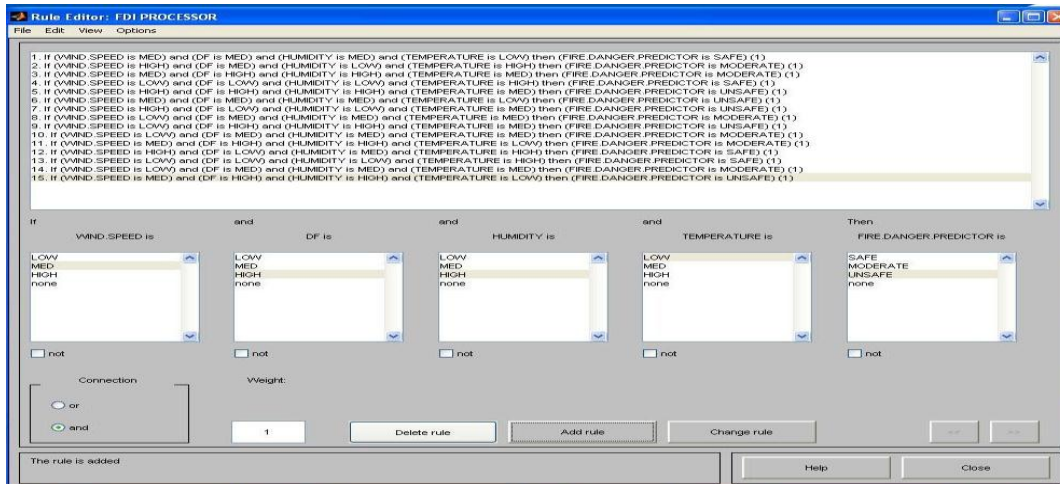 Rule Editor: FDI PROCESSOR
File Edit View Options
1. If (WIND.SPEED is MED) and (DF is MED) and (HUMIDITY is MED) and (TEMPERATURE is LOW) then (FIRE.DANGER.PREDICTOR is SAFE) (1)
2. If (WIND.SPEED is HIGH) and (DF is MED) and (HUMIDITY is LOW) and (TEMPERATURE is HIGH) then (FIRE.DANGER.PREDICTOR is MODERATE) (1)
3. If (WIND.SPEED is MED) and (DF is HIGH) and (HUMIDITY is HIGH) and (TEMPERATURE is MED) then (FIRE.DANGER.PREDICTOR is MODERATE) (1)
4. If (WIND.SPEED is LOW) and (DF is LOW) and (HUMIDITY is LOW) and (TEMPERATURE is HIGH) then (FIRE.DANGER.PREDICTOR is SAFE) (1)
5. If (WIND.SPEED is HIGH) and (DF is HIGH) and (HUMIDITY is HIGH) and (TEMPERATURE is MED) then (FIRE.DANGER.PREDICTOR is UNSAFE) (1)
6. If (WIND.SPEED is MED) and (DF is MED) and (HUMIDITY is MED) and (TEMPERATURE is LOW) then (FIRE.DANGER.PREDICTOR is UNSAFE) (1)
7. If (WIND.SPEED is HIGH) and (DF is LOW) and (HUMIDITY is LOW) and (TEMPERATURE is HIGH) then (FIRE.DANGER.PREDICTOR is UNSAFE) (1)
8. If (WIND.SPEED is LOW) and (DF is MED) and (HUMIDITY is MED) and (TEMPERATURE is MED) then (FIRE.DANGER.PREDICTOR is MODERATE) (1)
9. If (WIND.SPEED is LOW) and (DF is HIGH) and (HUMIDITY is HIGH) and (TEMPERATURE is MED) then (FIRE.DANGER.PREDICTOR is UNSAFE) (1)
10. If (WIND.SPEED is LOW) and (DF is MED) and (HUMIDITY is MED) and (TEMPERATURE is LOW) then (FIRE.DANGER.PREDICTOR is MODERATE) (1)
11. If (WIND.SPEED is MED) and (DF is HIGH) and (HUMIDITY is HIGH) and (TEMPERATURE is LOW) then (FIRE.DANGER.PREDICTOR is MODERATE) (1)
12. If (WIND.SPEED is HIGH) and (DF is MED) and (HUMIDITY is HIGH) and (TEMPERATURE is HIGH) then (FIRE.DANGER.PREDICTOR is SAFE) (1)
13. If (WIND.SPEED is LOW) and (DF is HIGH) and (HUMIDITY is LOW) and (TEMPERATURE is HIGH) then (FIRE.DANGER.PREDICTOR is SAFE) (1)
14. If (WIND.SPEED is MED) and (DF is LOW) and (HUMIDITY is MED) and (TEMPERATURE is MED) then (FIRE.DANGER.PREDICTOR is MODERATE) (1)
15. If (WIND.SPEED is MED) and (DF is HIGH) and (HUMIDITY is HIGH) and (TEMPERATURE is LOW) then (FIRE.DANGER.PREDICTOR is UNSAFE) (1)
If and and and Then
WIND.SPEED is DF is HUMIDITY is TEMPERATURE is FIRE.DANGER.PREDICTOR is
LOW LOW LOW LOW SAFE
MED MED MED MED MODERATE
HIGH HIGH HIGH HIGH UNSAFE
none none none none none
not not not not not
Connection Weight:
or
and 1 Delete rule Add rule Change rule << >>
The rule is added Help Close